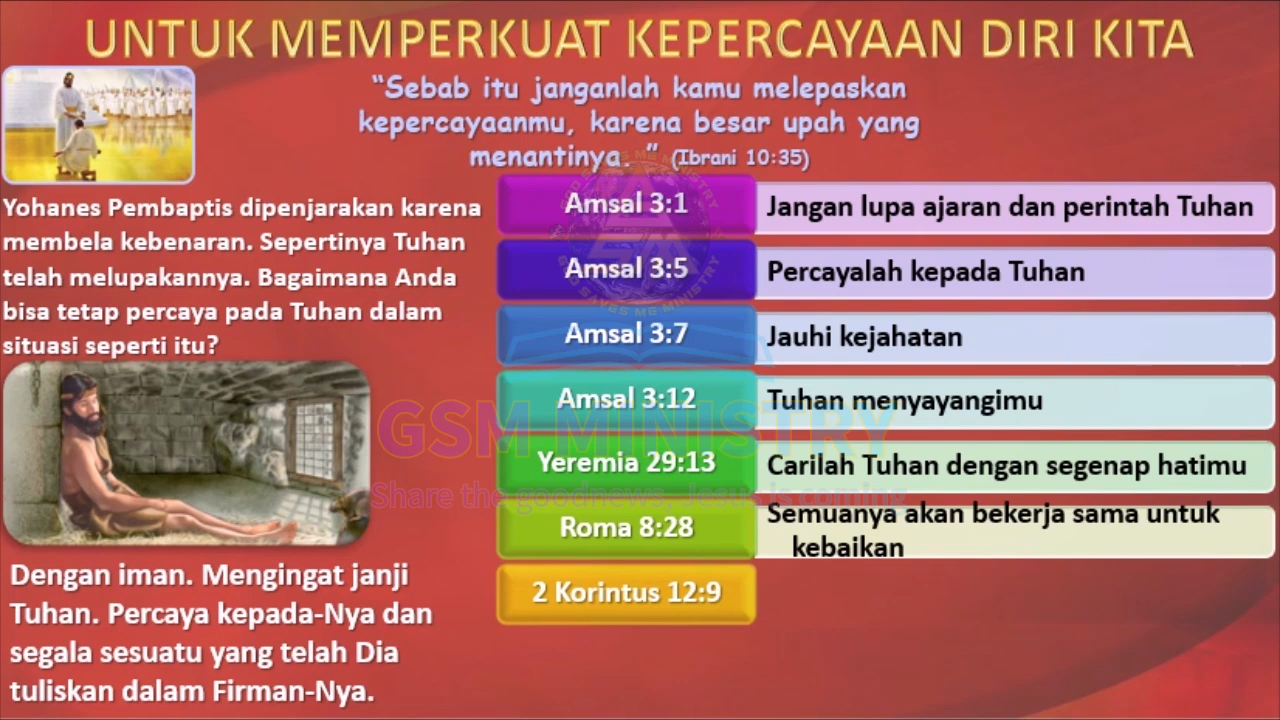 UNTUK MEMPERKUAT KEPERCAYAAN DIRI KITA
“Sebab itu janganlah kamu melepaskan
kepercayaanmu, karena besar upah yang
menantinya. ” (Ibrani 10:35)
Yohanes Pembaptis dipenjarakan karena
membela kebenaran. Sepertinya Tuhan
telah melupakannya. Bagaimana Anda
bisa tetap percaya pada Tuhan dalam
situasi seperti itu?
Dengan iman. Mengingat janji
Tuhan. Percaya kepada-Nya dan
segala sesuatu yang telah Dia
tuliskan dalam Firman-Nya.
Amsal 3:1 Jangan lupa ajaran dan perintah Tuhan
Amsal 3:5 Percayalah kepada Tuhan
Amsal 3:7 Jauhi kejahatan
Amsal 3:12 Tuhan menyayangimu
Yeremia 29:13 Carilah Tuhan dengan segenap hatimu
Roma 8:28 Semuanya akan bekerja sama untuk
kebaikan
2 Korintus 12:9
GSM MINISTRY
Share the goodnews, Jesus is coming